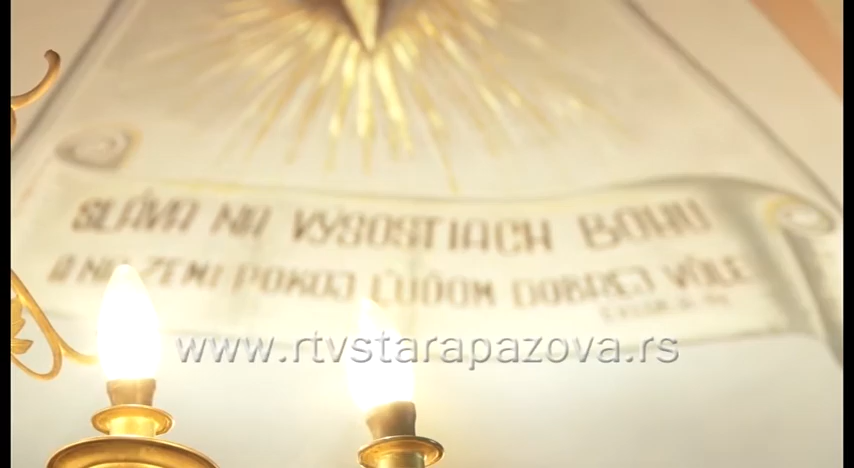 SLÁVA NA VÝSOSTIACH BOHU
A NA ZEMI POKOJ ĽUĎOM DOBREJ VÔLE
www.rtvstarapazova.rs